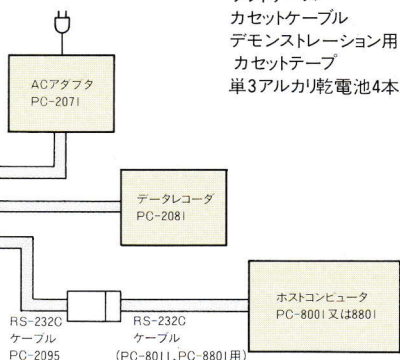 カセットケーブル
デモンストレーション用
カセットテープ
単3アルカリ乾電池4本
ACアダプタ
PC-2071
データレコーダ
PC-2081
ホストコンピュータ
PC-8001又は8801
RS-232C
ケーブル
PC-2095
RS-232C
ケーブル
(PC-8011,PC-8801用)